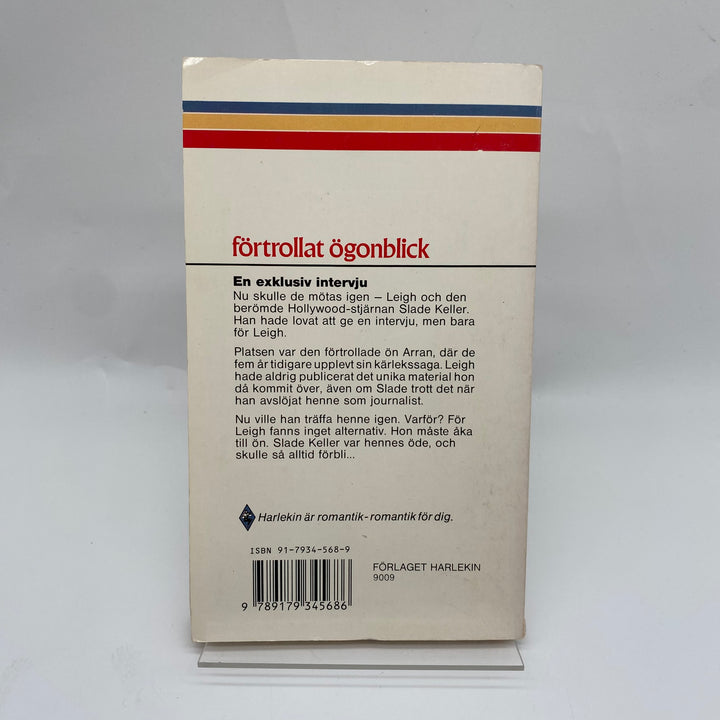 förtrollat ögonblick
En exklusiv intervju
Nu skulle de mötas igen – Leigh och den
berömde Hollywood-stjärnan Slade Keller.
Han hade lovat att ge en intervju, men bara
för Leigh.
Platsen var den förtrollade ön Arran, där de
fem år tidigare upplevt sin kärlekssaga. Leigh
hade aldrig publicerat det unika material hon
då kommit över, även om Slade trott det när
han avslöjat henne som journalist.
Nu ville han träffa henne igen. Varför? För
Leigh fanns inget alternativ. Hon måste åka
till ön. Slade Keller var hennes öde, och
skulle så alltid förbli...
Harlekin är romantik-romantik för dig.
ISBN 91-7934-568-9
9 789179 345686
FÖRLAGET HARLEKIN
9009